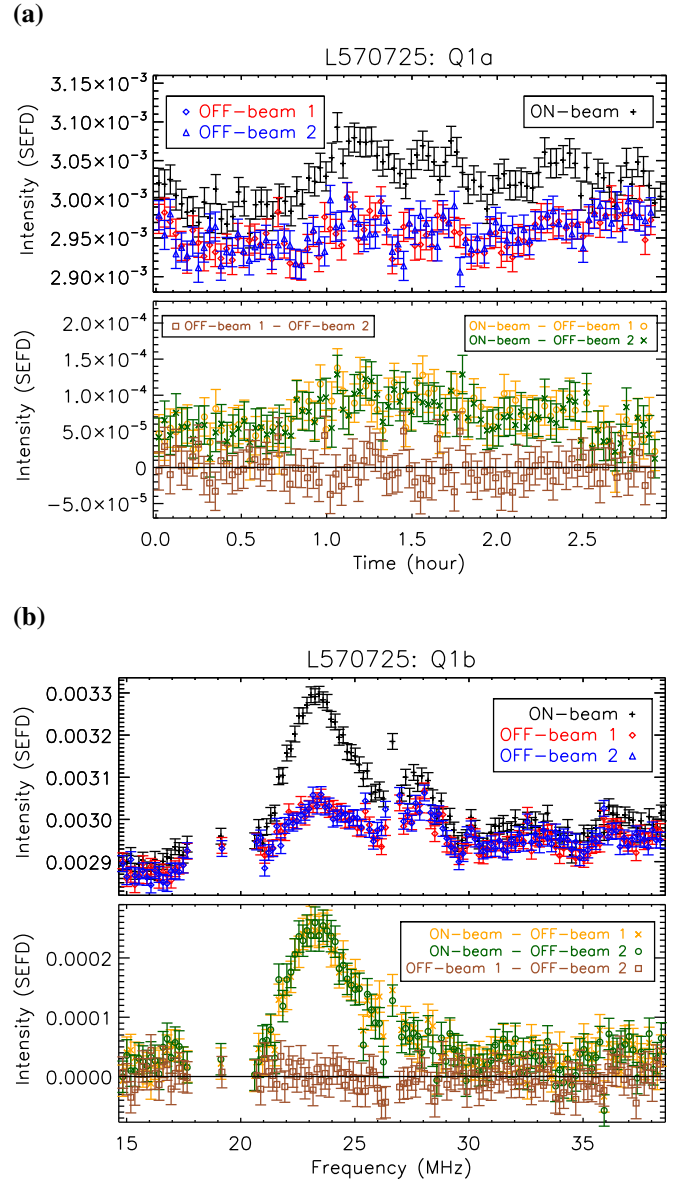 (a)
L570725: Q1a
3.15×10⁻³
3.10×10⁻³
3.05×10⁻³
3.00×10⁻³
2.95×10⁻³
2.90×10⁻³
Intensity (SEFD)
OFF-beam 1
OFF-beam 2
ON-beam
2.0×10⁻⁴
1.5×10⁻⁴
1.0×10⁻⁴
5.0×10⁻⁵
0
−5.0×10⁻⁵
Intensity (SEFD)
OFF-beam 1 − OFF-beam 2
ON-beam − OFF-beam 1
ON-beam − OFF-beam 2
0.0 0.5 1.0 1.5 2.0 2.5
Time (hour)
(b)
L570725: Q1b
0.0033
0.0032
0.0031
0.0030
0.0029
Intensity (SEFD)
ON-beam
OFF-beam 1
OFF-beam 2
0.0002
0.0001
0.0000
Intensity (SEFD)
ON-beam − OFF-beam 1
ON-beam − OFF-beam 2
OFF-beam 1 − OFF-beam 2
15 20 25 30 35
Frequency (MHz)